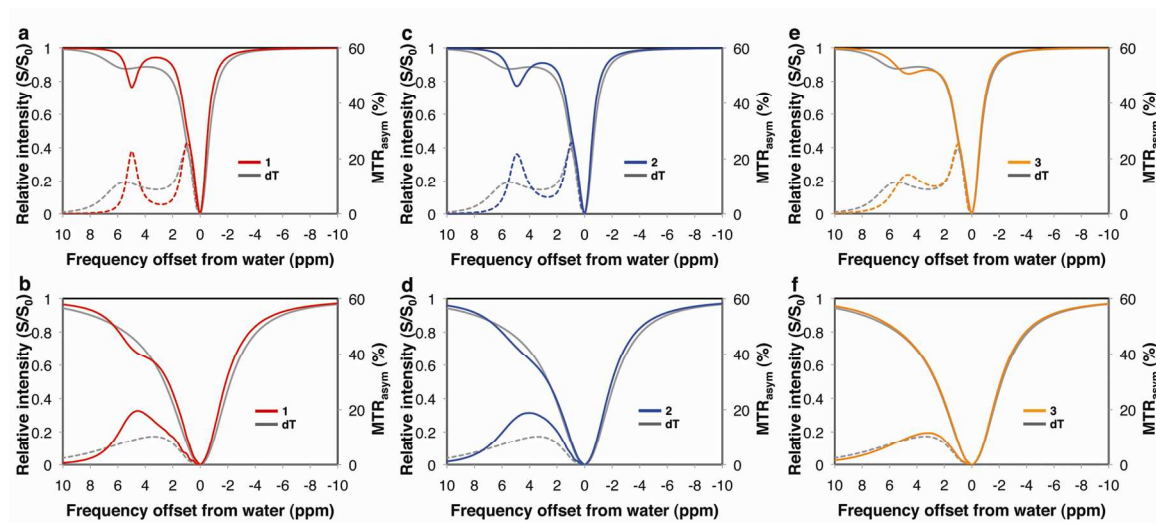 a
Relative intensity (S/S0)
1
0.8
0.6
0.4
0.2
0
60
40
20
0
MTRasym (%)
1
dT
10 8 6 4 2 0 -2 -4 -6 -8 -10
Frequency offset from water (ppm)
c
Relative intensity (S/S0)
1
0.8
0.6
0.4
0.2
0
60
40
20
0
MTRasym (%)
2
dT
10 8 6 4 2 0 -2 -4 -6 -8 -10
Frequency offset from water (ppm)
e
Relative intensity (S/S0)
1
0.8
0.6
0.4
0.2
0
60
40
20
0
MTRasym (%)
3
dT
10 8 6 4 2 0 -2 -4 -6 -8 -10
Frequency offset from water (ppm)
b
Relative intensity (S/S0)
1
0.8
0.6
0.4
0.2
0
60
40
20
0
MTRasym (%)
1
dT
10 8 6 4 2 0 -2 -4 -6 -8 -10
Frequency offset from water (ppm)
d
Relative intensity (S/S0)
1
0.8
0.6
0.4
0.2
0
60
40
20
0
MTRasym (%)
2
dT
10 8 6 4 2 0 -2 -4 -6 -8 -10
Frequency offset from water (ppm)
f
Relative intensity (S/S0)
1
0.8
0.6
0.4
0.2
0
60
40
20
0
MTRasym (%)
3
dT
10 8 6 4 2 0 -2 -4 -6 -8 -10
Frequency offset from water (ppm)